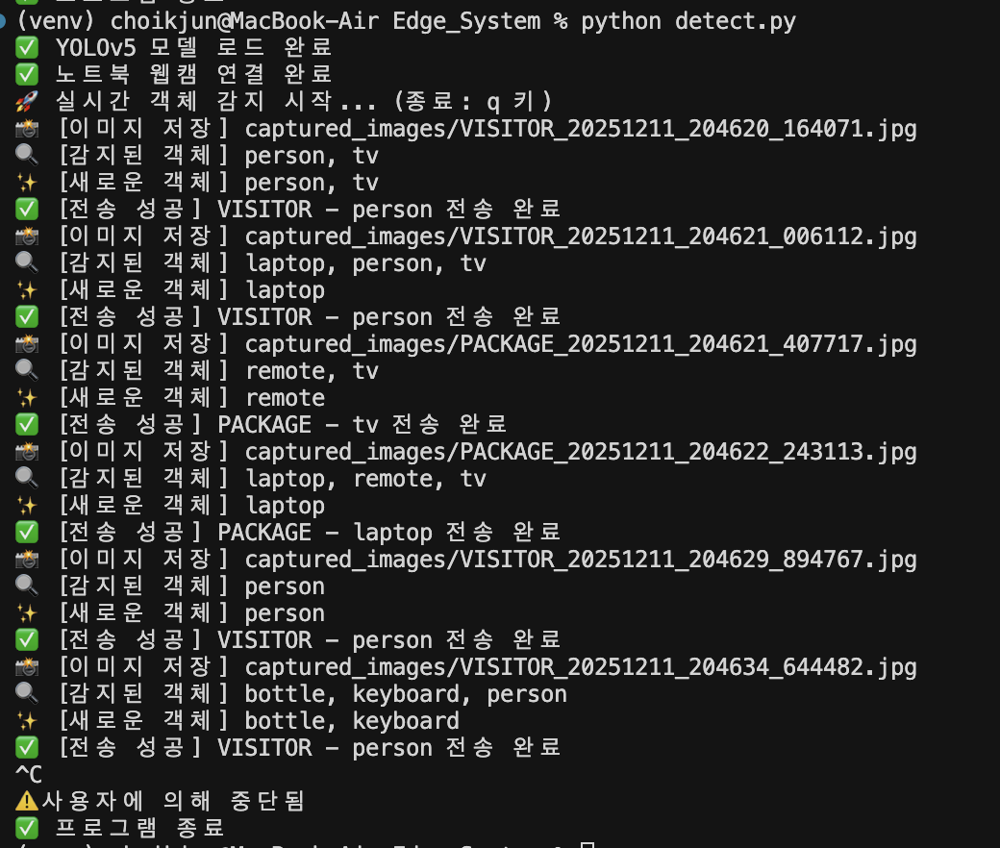 (venv) choikjun@MacBook-Air Edge_System % python detect.py
✅ YOLOv5 모델 로드 완료
✅ 노트북 웹캠 연결 완료
🚀 실시간 객체 감지 시작... (종료: q 키)
📸 [이미지 저장] captured_images/VISITOR_20251211_204620_164071.jpg
🔍 [감지된 객체] person, tv
✨ [새로운 객체] person, tv
✅ [전송 성공] VISITOR - person 전송 완료
📸 [이미지 저장] captured_images/VISITOR_20251211_204621_006112.jpg
🔍 [감지된 객체] laptop, person, tv
✨ [새로운 객체] laptop
✅ [전송 성공] VISITOR - person 전송 완료
📸 [이미지 저장] captured_images/PACKAGE_20251211_204621_407717.jpg
🔍 [감지된 객체] remote, tv
✨ [새로운 객체] remote
✅ [전송 성공] PACKAGE - tv 전송 완료
📸 [이미지 저장] captured_images/PACKAGE_20251211_204622_243113.jpg
🔍 [감지된 객체] laptop, remote, tv
✨ [새로운 객체] laptop
✅ [전송 성공] PACKAGE - laptop 전송 완료
📸 [이미지 저장] captured_images/VISITOR_20251211_204629_894767.jpg
🔍 [감지된 객체] person
✨ [새로운 객체] person
✅ [전송 성공] VISITOR - person 전송 완료
📸 [이미지 저장] captured_images/VISITOR_20251211_204634_644482.jpg
🔍 [감지된 객체] bottle, keyboard, person
✨ [새로운 객체] bottle, keyboard
✅ [전송 성공] VISITOR - person 전송 완료
^C
⚠️사용자에 의해 중단됨
✅ 프로그램 종료